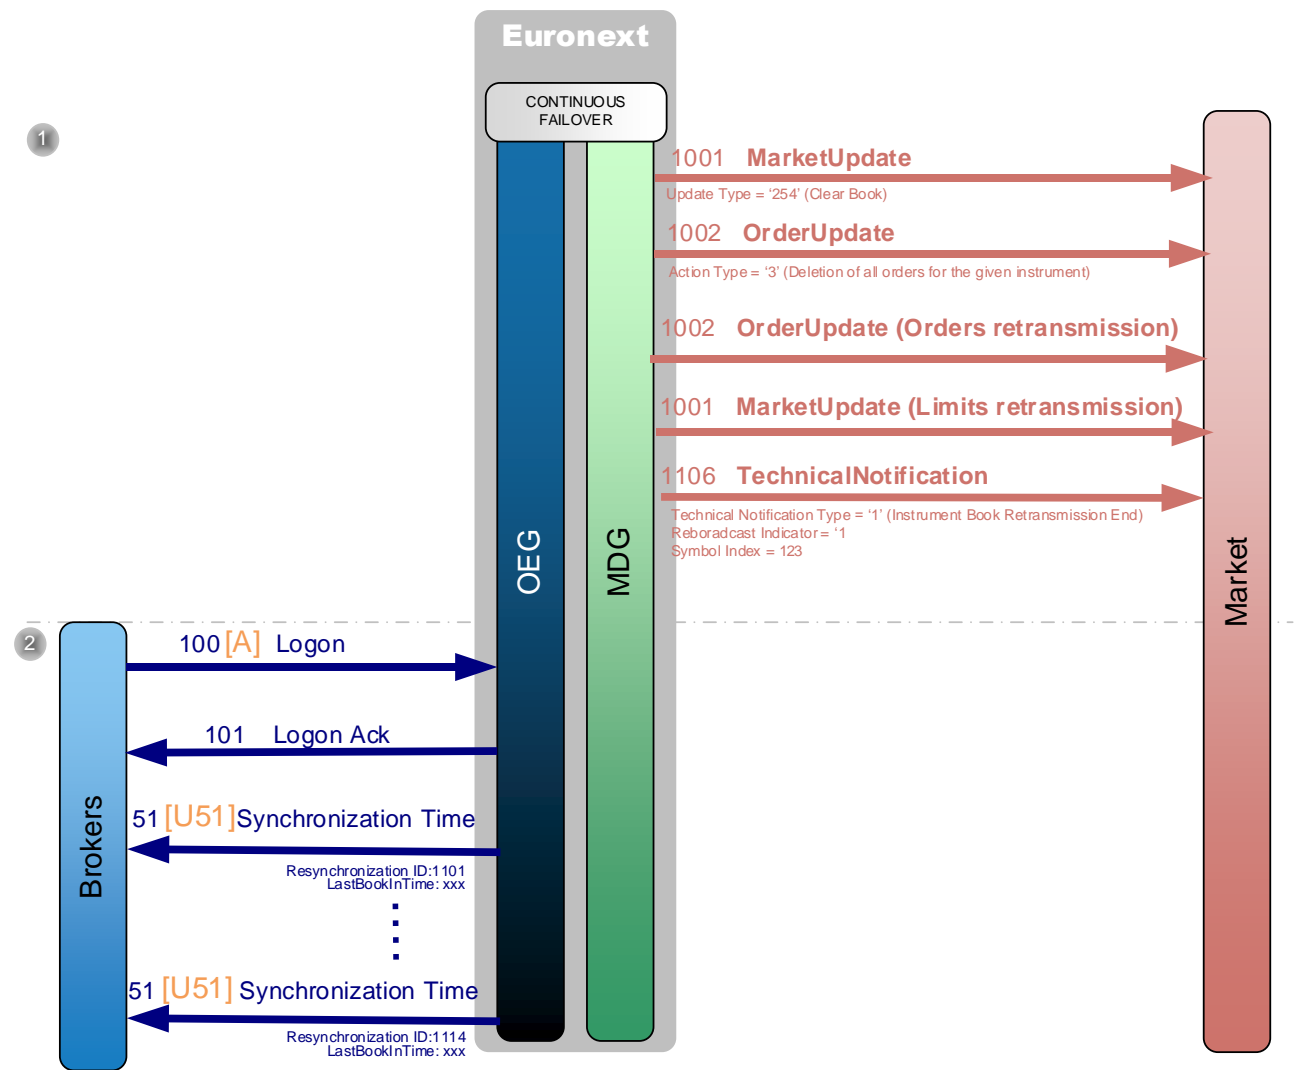 Euronext
CONTINUOUS
FAILOVER
1
1001 MarketUpdate
Update Type = ‘254’ (Clear Book)
1002 OrderUpdate
Action Type = ‘3’ (Deletion of all orders for the given instrument)
1002 OrderUpdate (Orders retransmission)
1001 MarketUpdate (Limits retransmission)
1106 TechnicalNotification
Technical Notification Type = ‘1’ (Instrument Book Retransmission End)
Reboradcast Indicator = ‘1
Symbol Index = 123
OEG
MDG
Market
2
100 [A] Logon
101 Logon Ack
51 [U51]Synchronization Time
Resynchronization ID:1101
LastBookInTime: xxx
Brokers
51 [U51] Synchronization Time
Resynchronization ID:1114
LastBookInTime: xxx